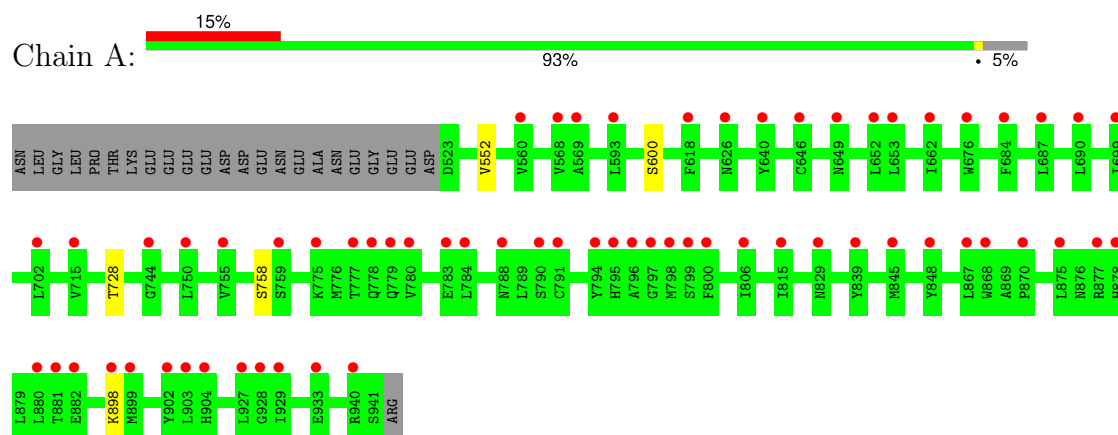 15%
Chain A:
93%
• 5%
ASN LEU GLY LEU PRO THR LYS GLU GLU GLU GLU ASP ASP GLU ASN GLU ALA ASN GLU GLY GLU GLU ASP D523 V552 V560 V568 A569 L593 S600 F618 N626 Y640 C646 N649 L652 L653 I662 W676 F684 L687 L690 I699
L702 V715 T728 G744 L750 V755 S758 S759 K775 M776 T777 Q778 Q779 V780 E783 L784 N788 L789 S790 C791 Y794 H795 A796 G797 M798 S799 F800 I806 I815 N829 Y839 M845 Y848 L867 W868 A869 P870 L875 N876 R877 H878
L879 L880 T881 E882 K898 M899 Y902 L903 H904 L927 G928 I929 E933 R940 S941 ARG